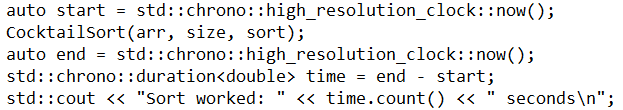 auto start = std::chrono::high_resolution_clock::now();
CocktailSort(arr, size, sort);
auto end = std::chrono::high_resolution_clock::now();
std::chrono::duration<double> time = end - start;
std::cout << "Sort worked: " << time.count() << " seconds\n";